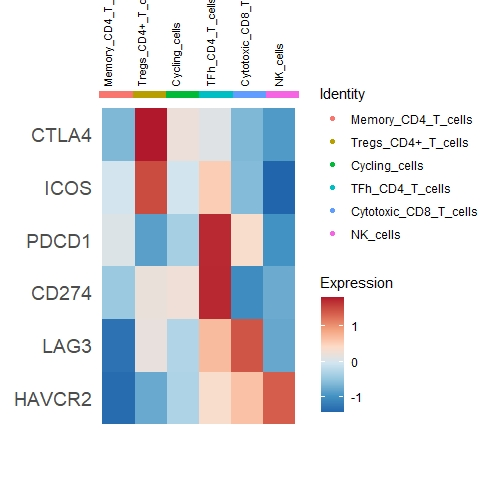 Memory_CD4_T_
Tregs_CD4+_T_c
Cycling_cells
TFh_CD4_T_cells
Cytotoxic_CD8_T
NK_cells
CTLA4
ICOS
PDCD1
CD274
LAG3
HAVCR2
Identity
Memory_CD4_T_cells
Tregs_CD4+_T_cells
Cycling_cells
TFh_CD4_T_cells
Cytotoxic_CD8_T_cells
NK_cells
Expression
1
0
-1